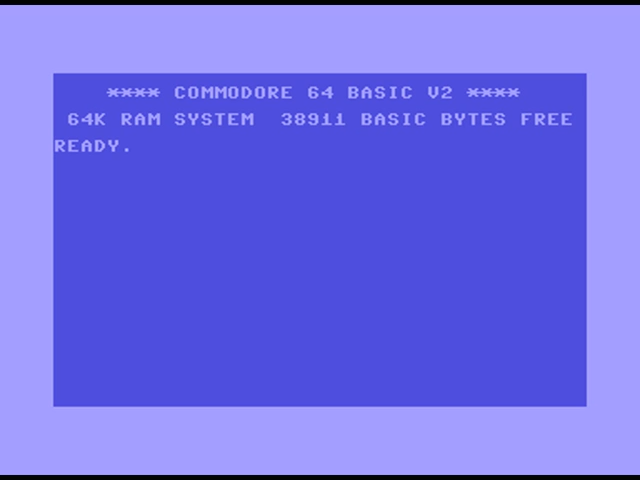 **** COMMODORE 64 BASIC V2 ****
64K RAM SYSTEM  38911 BASIC BYTES FREE
READY.